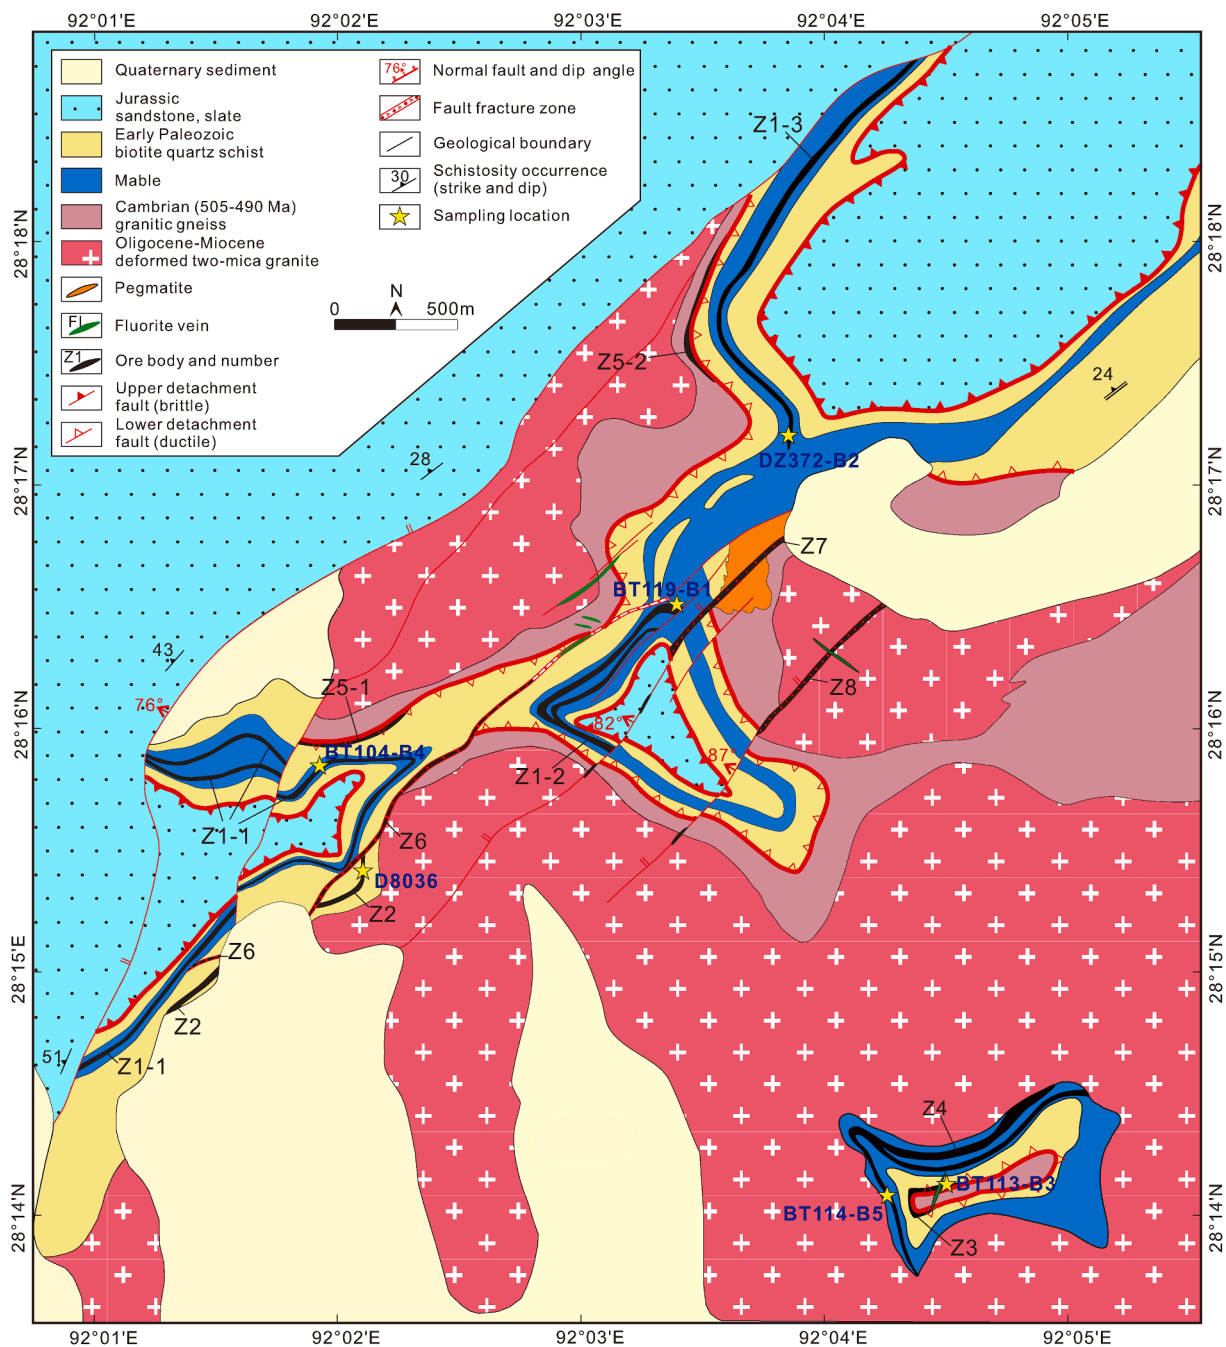 92°01′E
92°02′E
92°03′E
92°04′E
92°05′E
Quaternary sediment
Jurassic
sandstone, slate
Early Paleozoic
biotite quartz schist
Mable
Cambrian (505-490 Ma)
granitic gneiss
Oligocene-Miocene
deformed two-mica granite
Pegmatite
Fl
Fluorite vein
Z1
Ore body and number
Upper detachment
fault (brittle)
Lower detachment
fault (ductile)
76°
Normal fault and dip angle
Fault fracture zone
Geological boundary
30
Schistosity occurrence
(strike and dip)
Sampling location
N
0
500m
Z1-3
28°18′N
28°18′N
Z5-2
24
28
DZ372-B2
28°17′N
28°17′N
Z7
BT119-B1
43
Z5-1
Z8
76°
82°
28°16′N
28°16′N
BT104-B4
87°
Z1-2
Z1-1
Z6
D8036
Z2
Z6
28°15′E
28°15′N
Z2
51
Z1-1
Z4
BT113-B3
BT114-B5
28°14′N
28°14′N
Z3
92°01′E
92°02′E
92°03′E
92°04′E
92°05′E